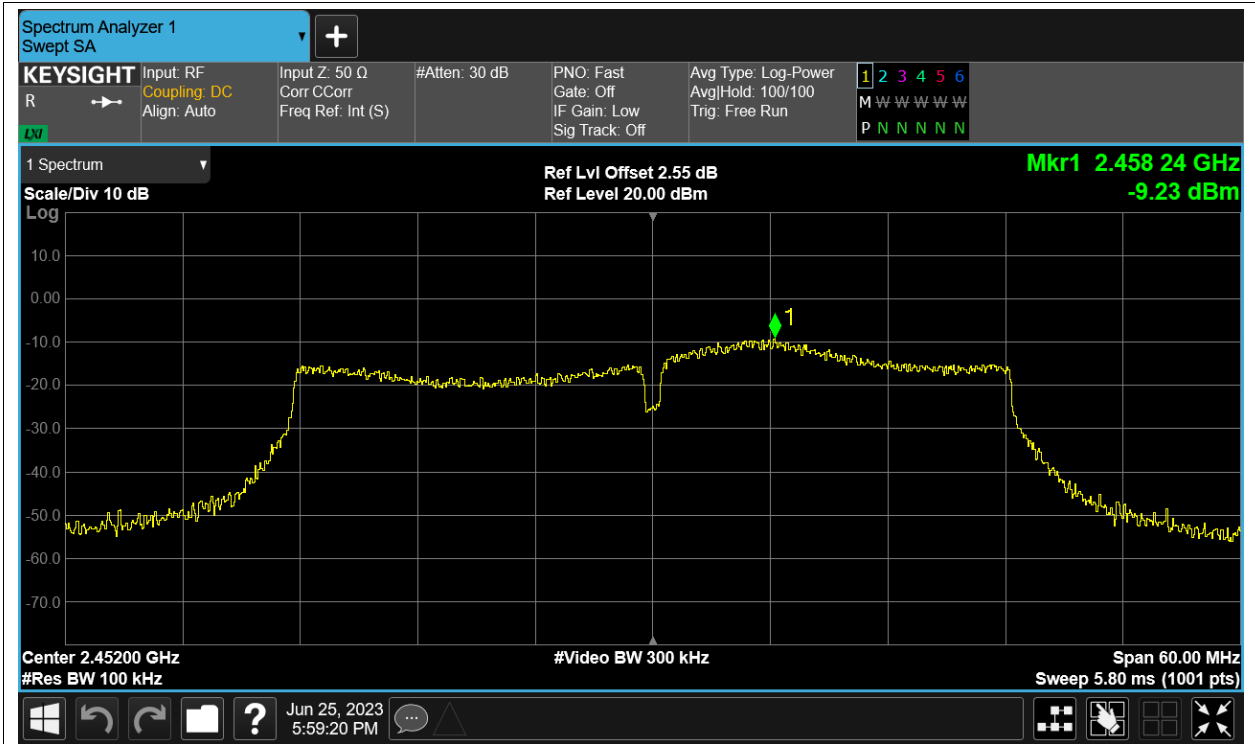 Spectrum Analyzer 1
Swept SA
KEYSIGHT
R
LXI
Input: RF
Coupling: DC
Align: Auto
Input Z: 50 Ω
Corr CCorr
Freq Ref: Int (S)
#Atten: 30 dB
PNO: Fast
Gate: Off
IF Gain: Low
Sig Track: Off
Avg Type: Log-Power
Avg|Hold: 100/100
Trig: Free Run
1 2 3 4 5 6
M W W W W W
P N N N N N
1 Spectrum
Scale/Div 10 dB
Ref Lvl Offset 2.55 dB
Ref Level 20.00 dBm
Mkr1 2.458 24 GHz
-9.23 dBm
Log
10.0
0.00
-10.0
-20.0
-30.0
-40.0
-50.0
-60.0
-70.0
1
Center 2.45200 GHz
#Res BW 100 kHz
#Video BW 300 kHz
Span 60.00 MHz
Sweep 5.80 ms (1001 pts)
?
Jun 25, 2023
5:59:20 PM